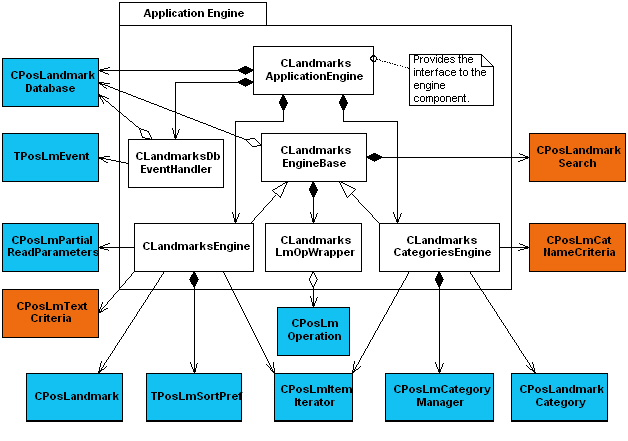 Application Engine
CLandmarks
ApplicationEngine
Provides the
interface to the
engine
component.
CPosLandmark
Database
TPosLmEvent
CLandmarksDb
EventHandler
CLandmarks
EngineBase
CPosLandmark
Search
CPosLmPartial
ReadParameters
CLandmarksEngine
CLandmarks
LmOpWrapper
CLandmarks
CategoriesEngine
CPosLmCat
NameCriteria
CPosLmText
Criteria
CPosLm
Operation
CPosLandmark
TPosLmSortPref
CPosLmItem
Iterator
CPosLmCategory
Manager
CPosLandmark
Category